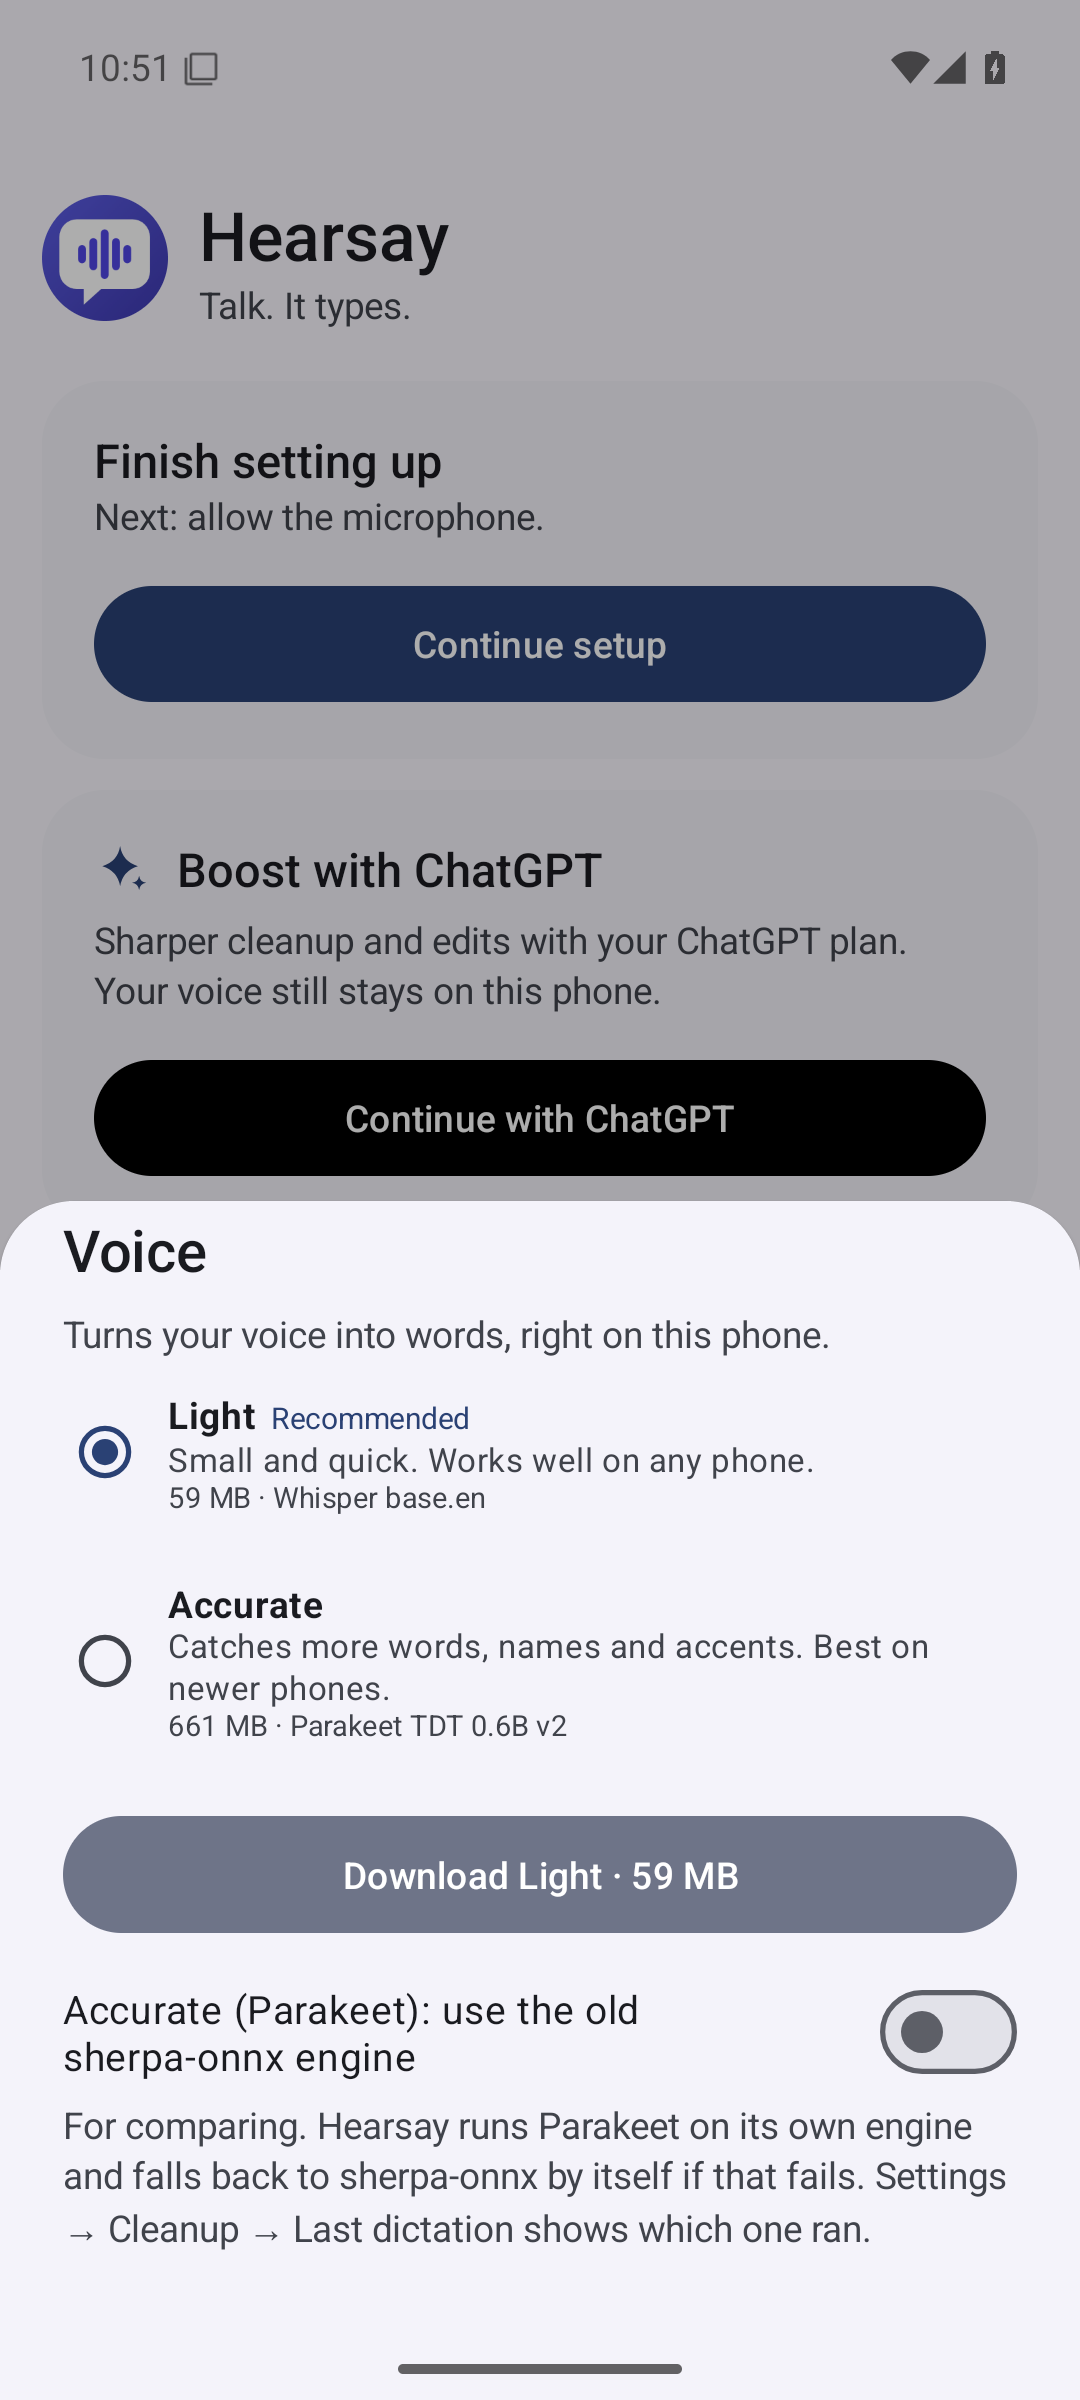 10:51
Hearsay
Talk. It types.
Finish setting up
Next: allow the microphone.
Continue setup
Boost with ChatGPT
Sharper cleanup and edits with your ChatGPT plan.
Your voice still stays on this phone.
Continue with ChatGPT
Voice
Turns your voice into words, right on this phone.
Light Recommended
Small and quick. Works well on any phone.
59 MB · Whisper base.en
Accurate
Catches more words, names and accents. Best on
newer phones.
661 MB · Parakeet TDT 0.6B v2
Download Light · 59 MB
Accurate (Parakeet): use the old
sherpa-onnx engine
For comparing. Hearsay runs Parakeet on its own engine
and falls back to sherpa-onnx by itself if that fails. Settings
→ Cleanup → Last dictation shows which one ran.